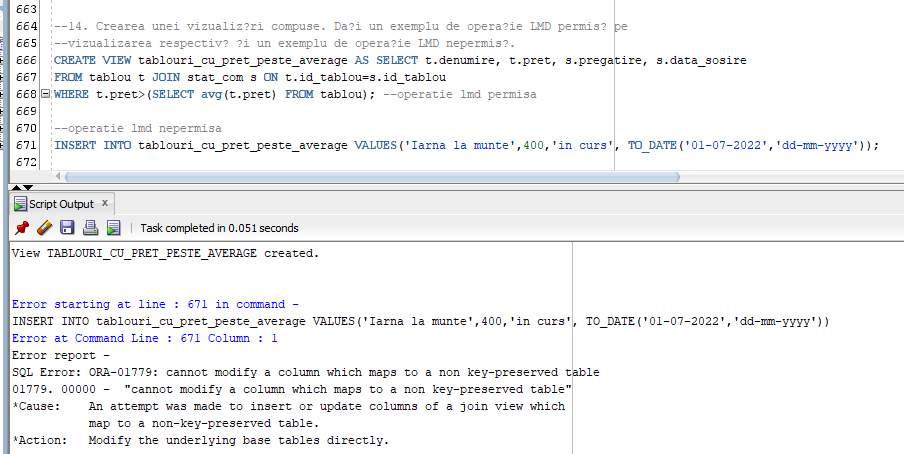 663
664 --14. Crearea unei vizualiz?ri compuse. Da?i un exemplu de opera?ie LMD permis? pe
665 --vizualizarea respectiv? ?i un exemplu de opera?ie LMD nepermis?.
666 CREATE VIEW tablouri_cu_pret_peste_average AS SELECT t.denumire, t.pret, s.pregatire, s.data_sosire
667 FROM tablou t JOIN stat_com s ON t.id_tablou=s.id_tablou
668 WHERE t.pret>(SELECT avg(t.pret) FROM tablou); --operatie lmd permisa
669
670 --operatie lmd nepermisa
671 INSERT INTO tablouri_cu_pret_peste_average VALUES('Iarna la munte',400,'in curs', TO_DATE('01-07-2022','dd-mm-yyyy'));
672
Script Output x
Task completed in 0.051 seconds
View TABLOURI_CU_PRET_PESTE_AVERAGE created.
Error starting at line : 671 in command -
INSERT INTO tablouri_cu_pret_peste_average VALUES('Iarna la munte',400,'in curs', TO_DATE('01-07-2022','dd-mm-yyyy'))
Error at Command Line : 671 Column : 1
Error report -
SQL Error: ORA-01779: cannot modify a column which maps to a non key-preserved table
01779. 00000 - "cannot modify a column which maps to a non key-preserved table"
*Cause: An attempt was made to insert or update columns of a join view which
map to a non-key-preserved table.
*Action: Modify the underlying base tables directly.